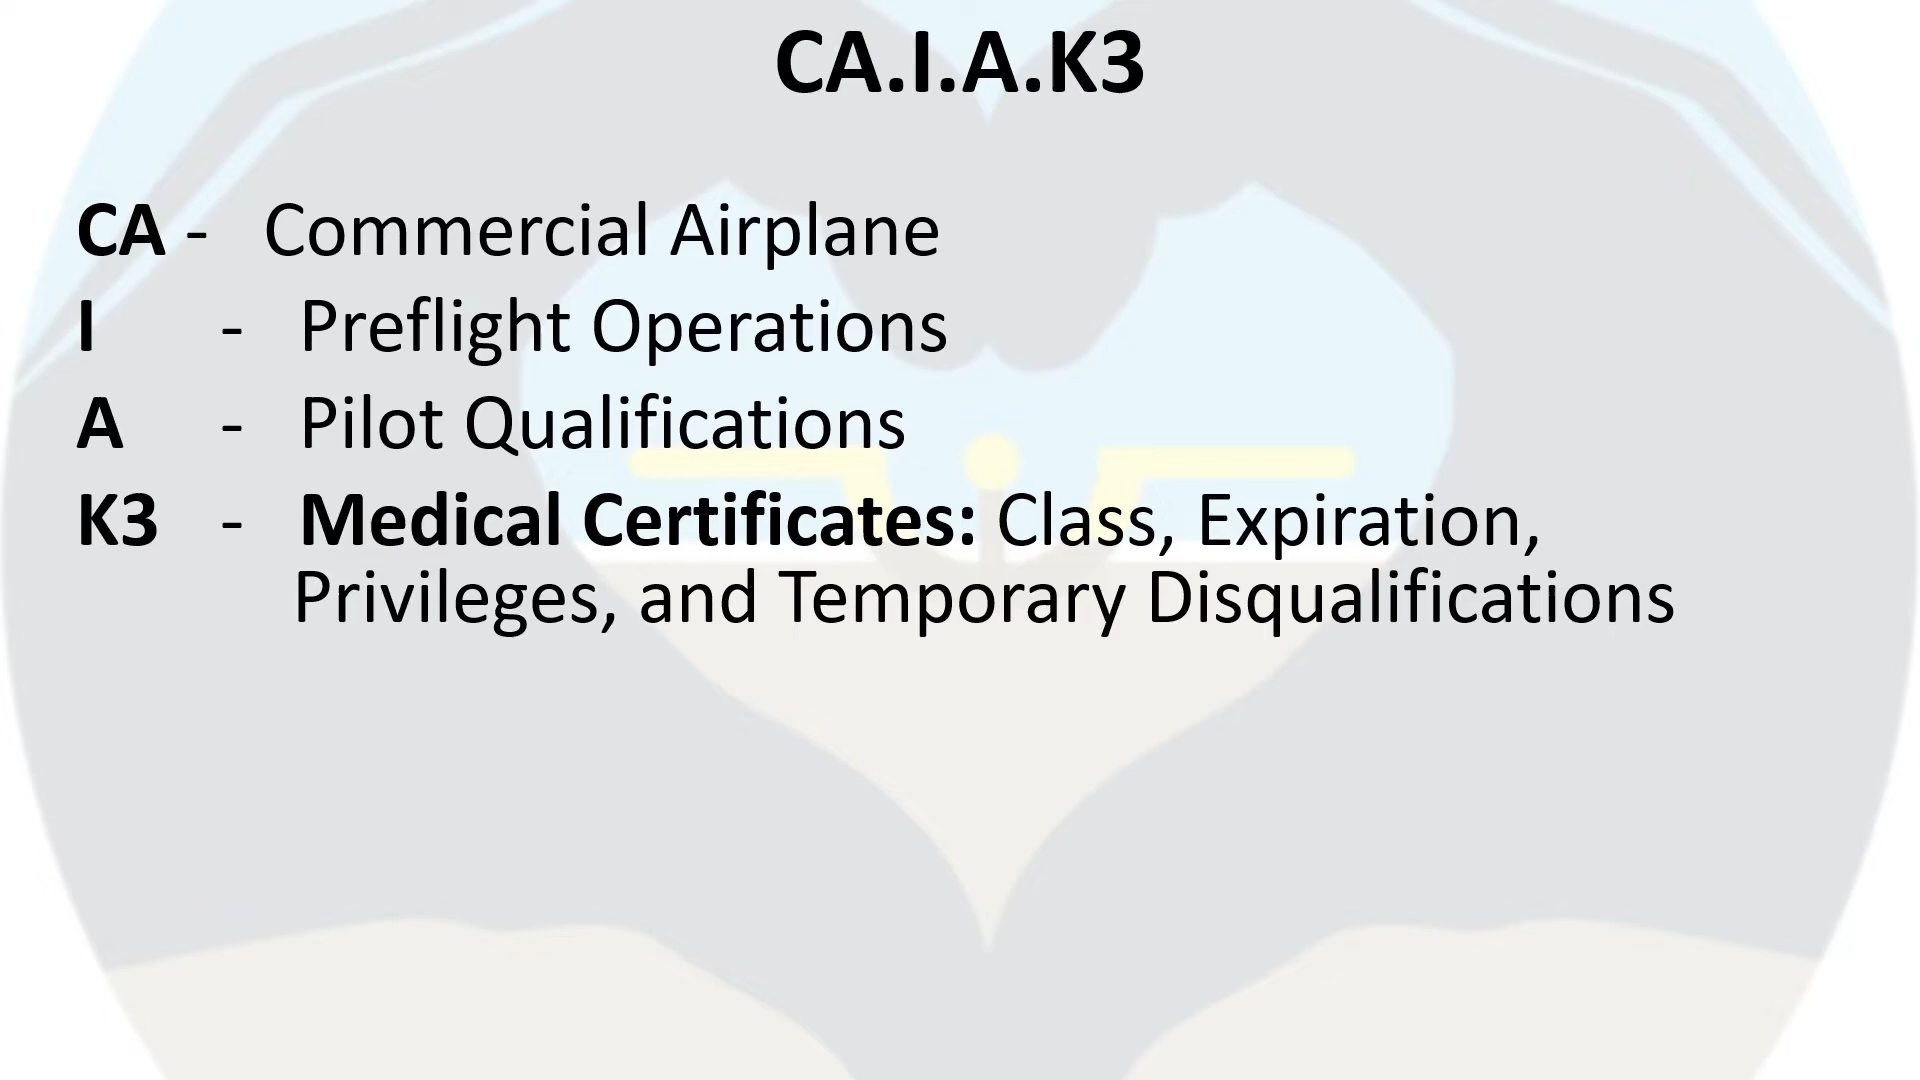 CA.I.A.K3
CA - Commercial Airplane
I - Preflight Operations
A - Pilot Qualifications
K3 - Medical Certificates: Class, Expiration,
Privileges, and Temporary Disqualifications